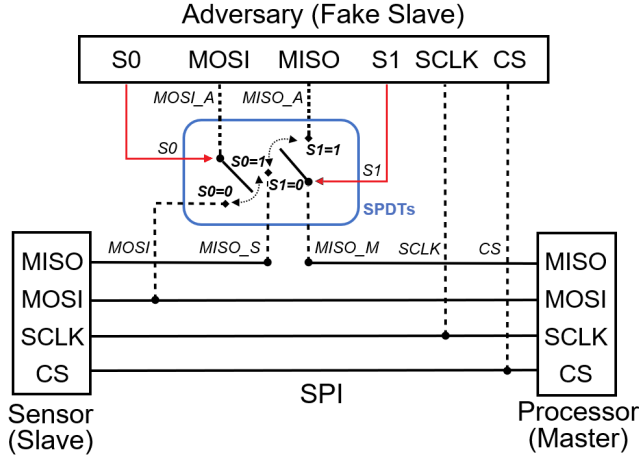 Adversary (Fake Slave)
S0 MOSI MISO S1 SCLK CS
MOSI_A MISO_A
S0 S0=1 S1=1 S1
S0=0 S1=0
SPDTs
MOSI MISO_S MISO_M SCLK CS
MISO MISO
MOSI MOSI
SCLK SCLK
CS CS
SPI
Sensor
(Slave)
Processor
(Master)